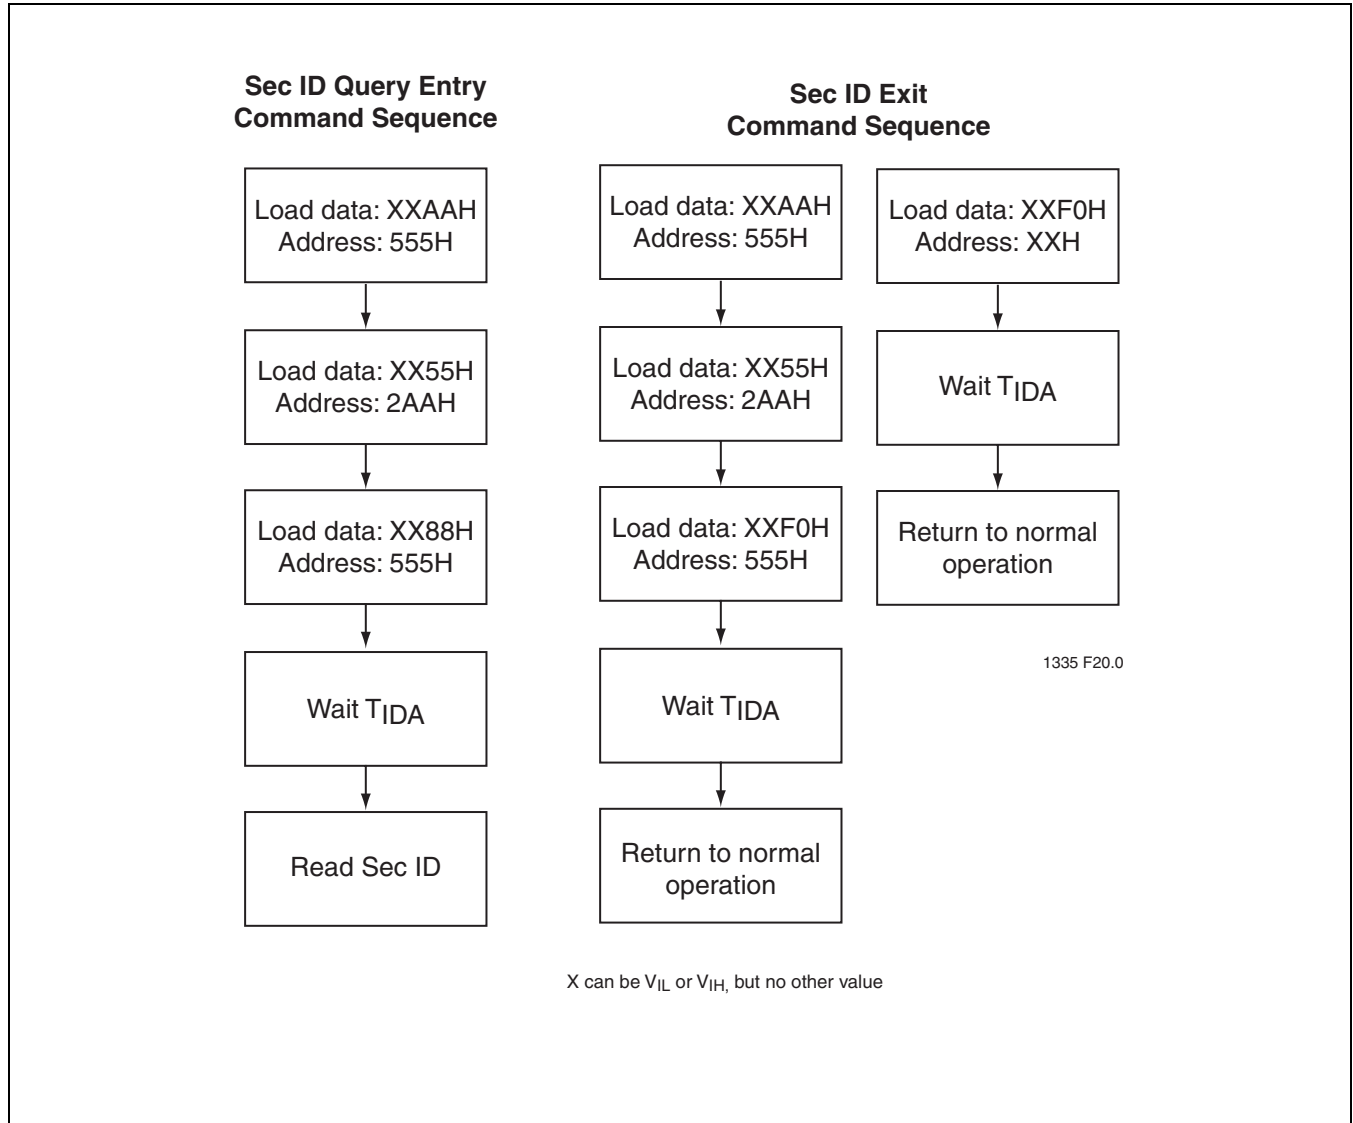 Sec ID Query Entry
Command Sequence
Load data: XXAAH
Address: 555H
Load data: XX55H
Address: 2AAH
Load data: XX88H
Address: 555H
Wait TIDA
Read Sec ID
Sec ID Exit
Command Sequence
Load data: XXAAH
Address: 555H
Load data: XX55H
Address: 2AAH
Load data: XXF0H
Address: 555H
Wait TIDA
Return to normal
operation
Load data: XXF0H
Address: XXH
Wait TIDA
Return to normal
operation
1335 F20.0
X can be VIL or VIH, but no other value